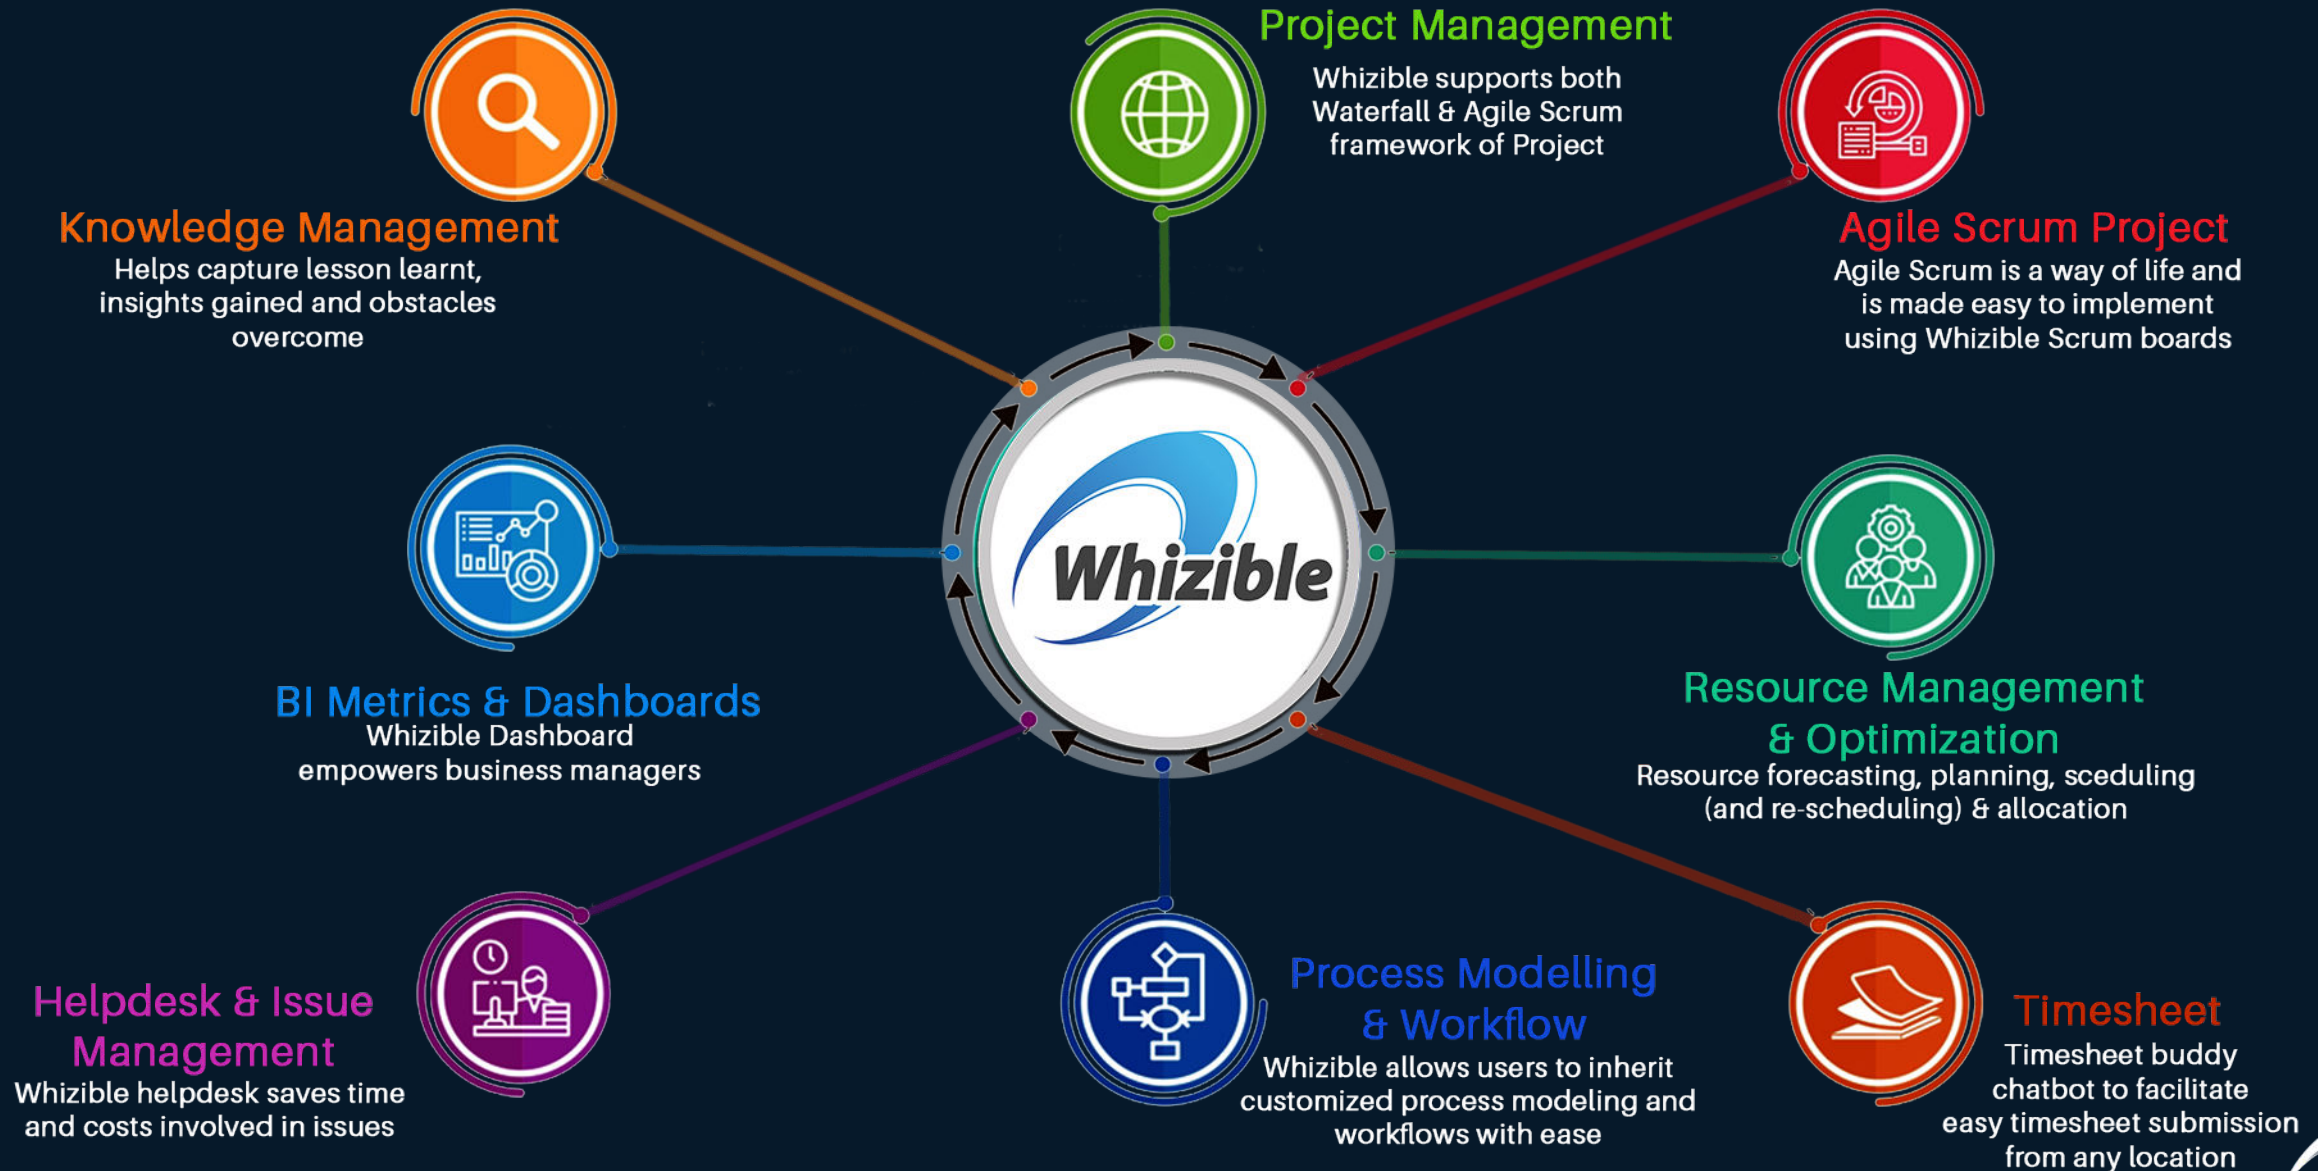 Project Management
Whizible supports both
Waterfall & Agile Scrum
framework of Project
Knowledge Management
Helps capture lesson learnt,
insights gained and obstacles
overcome
Agile Scrum Project
Agile Scrum is a way of life and
is made easy to implement
using Whizible Scrum boards
Whizible
BI Metrics & Dashboards
Whizible Dashboard
empowers business managers
Resource Management
& Optimization
Resource forecasting, planning, sceduling
(and re-scheduling) & allocation
Helpdesk & Issue
Management
Whizible helpdesk saves time
and costs involved in issues
Process Modelling
& Workflow
Whizible allows users to inherit
customized process modeling and
workflows with ease
Timesheet
Timesheet buddy
chatbot to facilitate
easy timesheet submission
from any location